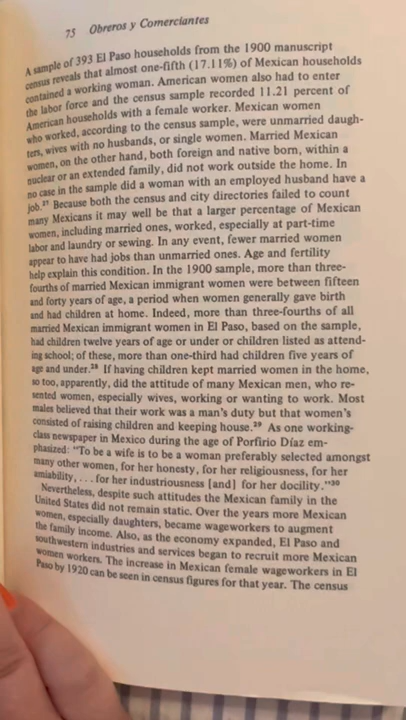 75 Obreros y Comerciantes
A sample of 393 El Paso households from the 1900 manuscript
census reveals that almost one-fifth (17.11%) of Mexican households
contained a working woman. American women also had to enter
the labor force and the census sample recorded 11.21 percent of
American households with a female worker. Mexican women
who worked, according to the census sample, were unmarried daugh-
ters, wives with no husbands, or single women. Married Mexican
women, on the other hand, both foreign and native born, within a
nuclear or an extended family, did not work outside the home. In
no case in the sample did a woman with an employed husband have a
job.²⁷ Because both the census and city directories failed to count
many Mexicans it may well be that a larger percentage of Mexican
women, including married ones, worked, especially at part-time
labor and laundry or sewing. In any event, fewer married women
appear to have had jobs than unmarried ones. Age and fertility
help explain this condition. In the 1900 sample, more than three-
fourths of married Mexican immigrant women were between fifteen
and forty years of age, a period when women generally gave birth
and had children at home. Indeed, more than three-fourths of all
married Mexican immigrant women in El Paso, based on the sample,
had children twelve years of age or under or children listed as attend-
ing school; of these, more than one-third had children five years of
age and under.²⁸ If having children kept married women in the home,
so too, apparently, did the attitude of many Mexican men, who re-
sented women, especially wives, working or wanting to work. Most
males believed that their work was a man's duty but that women's
consisted of raising children and keeping house.²⁹ As one working-
class newspaper in Mexico during the age of Porfirio Díaz em-
phasized: "To be a wife is to be a woman preferably selected amongst
many other women, for her honesty, for her religiousness, for her
amiability, . . . for her industriousness [and] for her docility."³⁰
Nevertheless, despite such attitudes the Mexican family in the
United States did not remain static. Over the years more Mexican
women, especially daughters, became wageworkers to augment
the family income. Also, as the economy expanded, El Paso and
southwestern industries and services began to recruit more Mexican
women workers. The increase in Mexican female wageworkers in El
Paso by 1920 can be seen in census figures for that year. The census